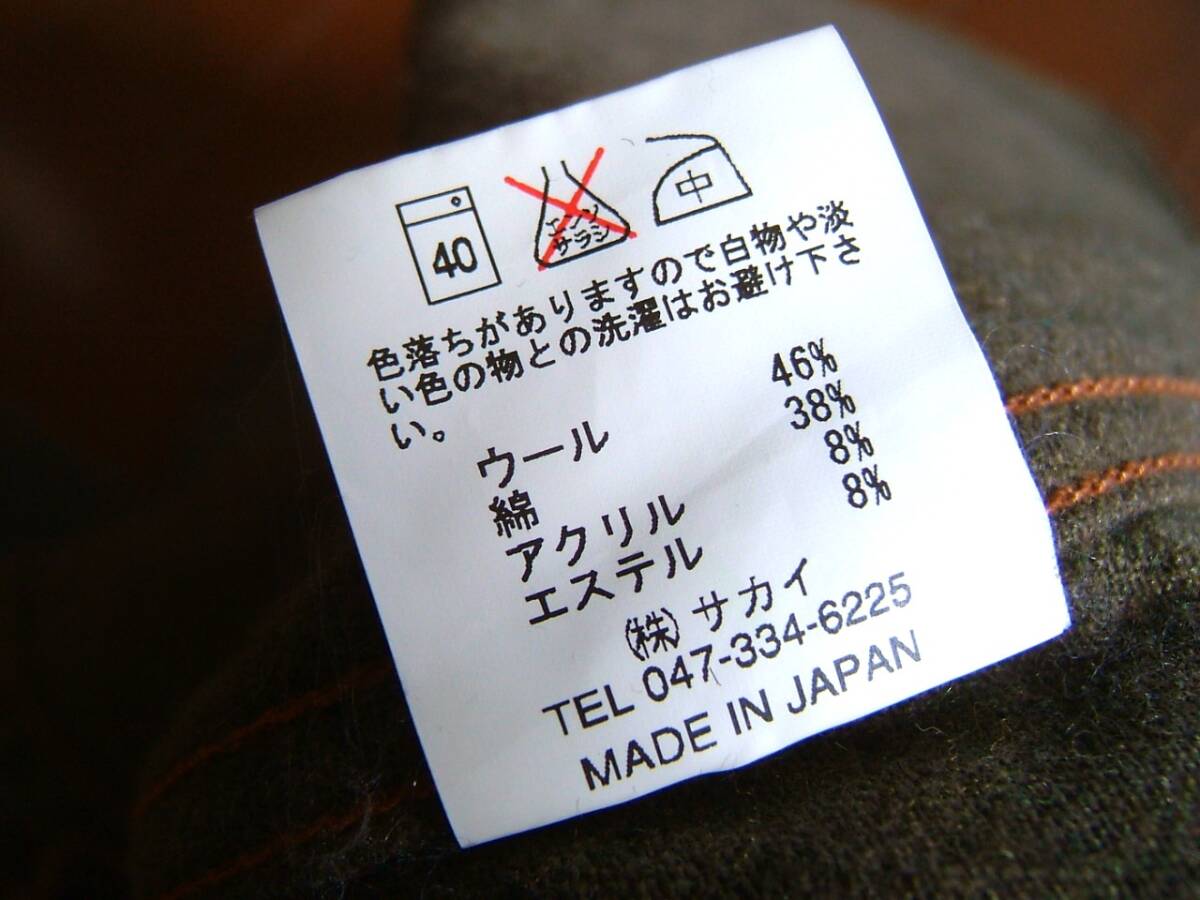 40
エンソ
サラシ
中
色落ちがありますので白物や淡
い色の物との洗濯はお避け下さ
い。
ウール 46%
綿 38%
アクリル 8%
エステル 8%
(株)サカイ
TEL 047-334-6225
MADE IN JAPAN